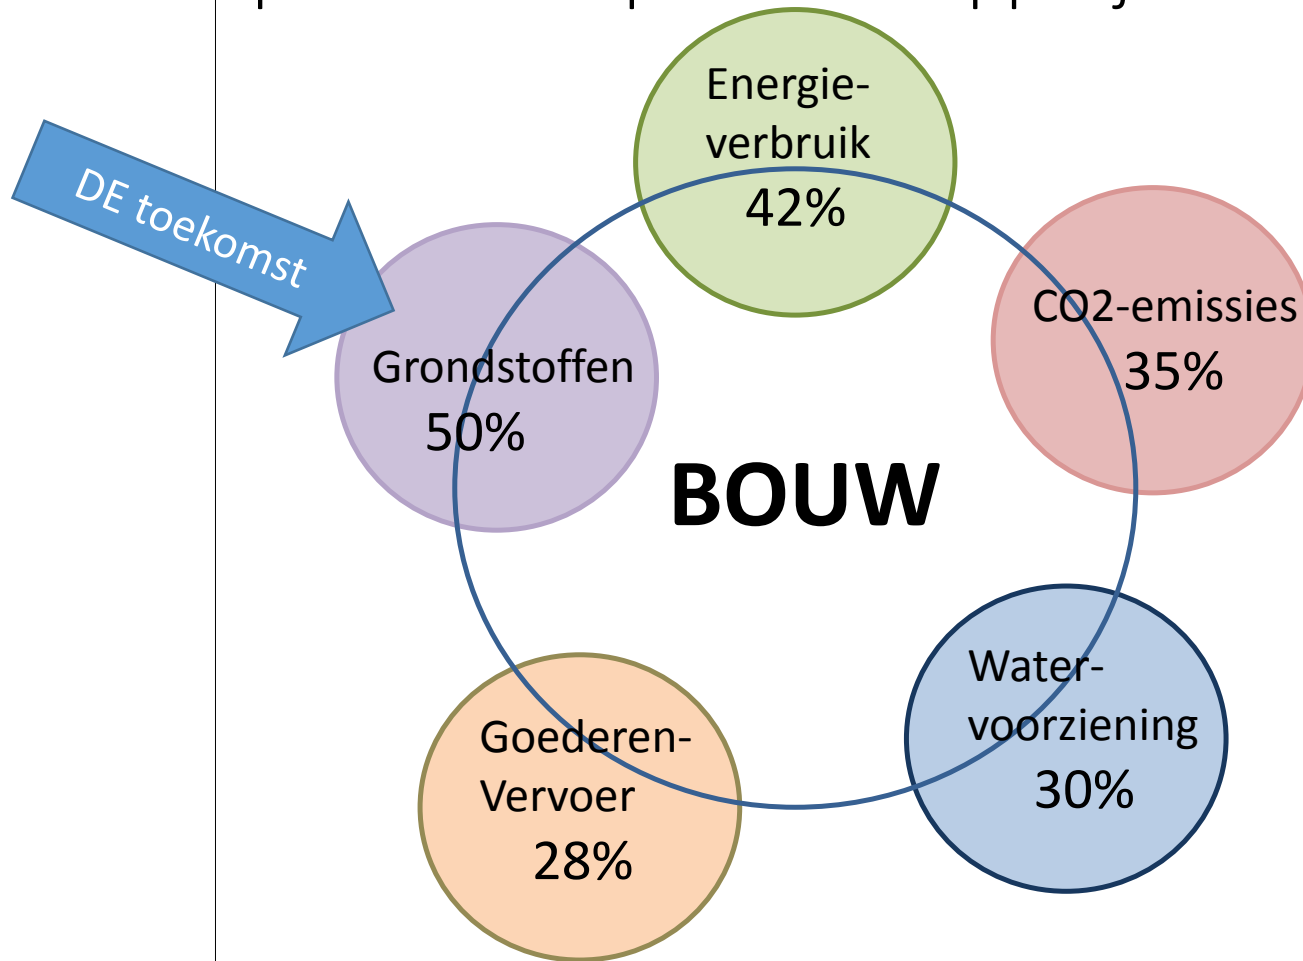 Energie-
verbruik
42%
DE toekomst
CO2-emissies
35%
Grondstoffen
50%
BOUW
Water-
voorziening
30%
Goederen-
Vervoer
28%